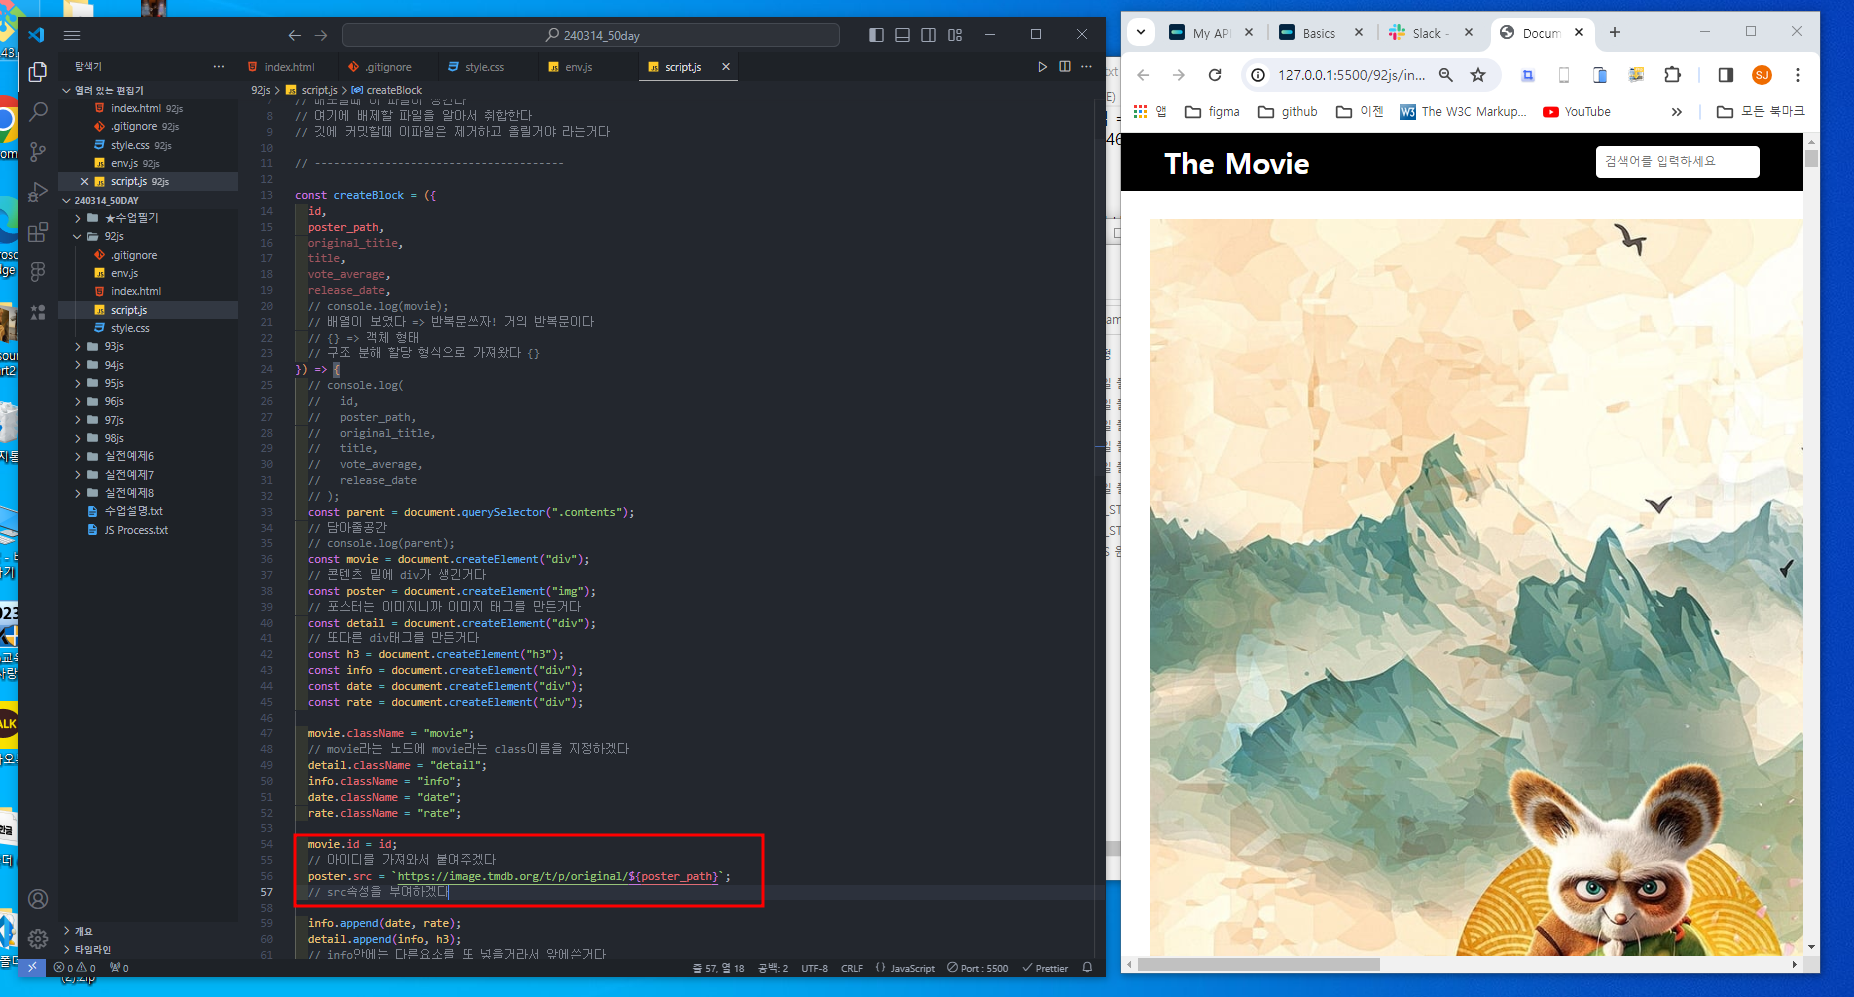 240314_50day
탐색기
index.html
.gitignore
style.css
env.js
script.js
열려 있는 편집기
index.html 92js
.gitignore 92js
style.css 92js
env.js 92js
script.js 92js
240314_50DAY
★수업필기
92js
.gitignore
env.js
index.html
script.js
style.css
93js
94js
95js
96js
97js
98js
실전예제6
실전예제7
실전예제8
수업설명.txt
JS Process.txt
개요
타임라인
92js > script.js > createBlock
8 // 여기에 배제할 파일을 알아서 취합한다
9 // 깃에 커밋할때 이파일은 제거하고 올릴거야 라는거다
10
11 // ---------------------------------------
12
13 const createBlock = ({
14 id,
15 poster_path,
16 original_title,
17 title,
18 vote_average,
19 release_date,
20 // console.log(movie);
21 // 배열이 보였다 => 반복문쓰자! 거의 반복문이다
22 // {} => 객체 형태
23 // 구조 분해 할당 형식으로 가져왔다 {}
24 }) => {
25 // console.log(
26 // id,
27 // poster_path,
28 // original_title,
29 // title,
30 // vote_average,
31 // release_date
32 // );
33 const parent = document.querySelector(".contents");
34 // 담아줄공간
35 // console.log(parent);
36 const movie = document.createElement("div");
37 // 콘텐츠 밑에 div가 생긴거다
38 const poster = document.createElement("img");
39 // 포스터는 이미지니까 이미지 태그를 만든거다
40 const detail = document.createElement("div");
41 // 또다른 div태그를 만든거다
42 const h3 = document.createElement("h3");
43 const info = document.createElement("div");
44 const date = document.createElement("div");
45 const rate = document.createElement("div");
46
47 movie.className = "movie";
48 // movie라는 노드에 movie라는 class이름을 지정하겠다
49 detail.className = "detail";
50 info.className = "info";
51 date.className = "date";
52 rate.className = "rate";
53
54 movie.id = id;
55 // 아이디를 가져와서 붙여주겠다
56 poster.src = `https://image.tmdb.org/t/p/original/${poster_path}`;
57 // src속성을 부여하겠다
58
59 info.append(date, rate);
60 detail.append(info, h3);
61 // info안에는 다른요소를 또 넣을거라서 앞에쓴거다
0 0 0
줄 57, 열 18 공백: 2 UTF-8 CRLF {} JavaScript Port : 5500 Prettier
My API
Basics
Slack -
Docum
127.0.0.1:5500/92js/in...
SJ
앱
figma
github
이젠
The W3C Markup...
YouTube
모든 북마크
The Movie
검색어를 입력하세요